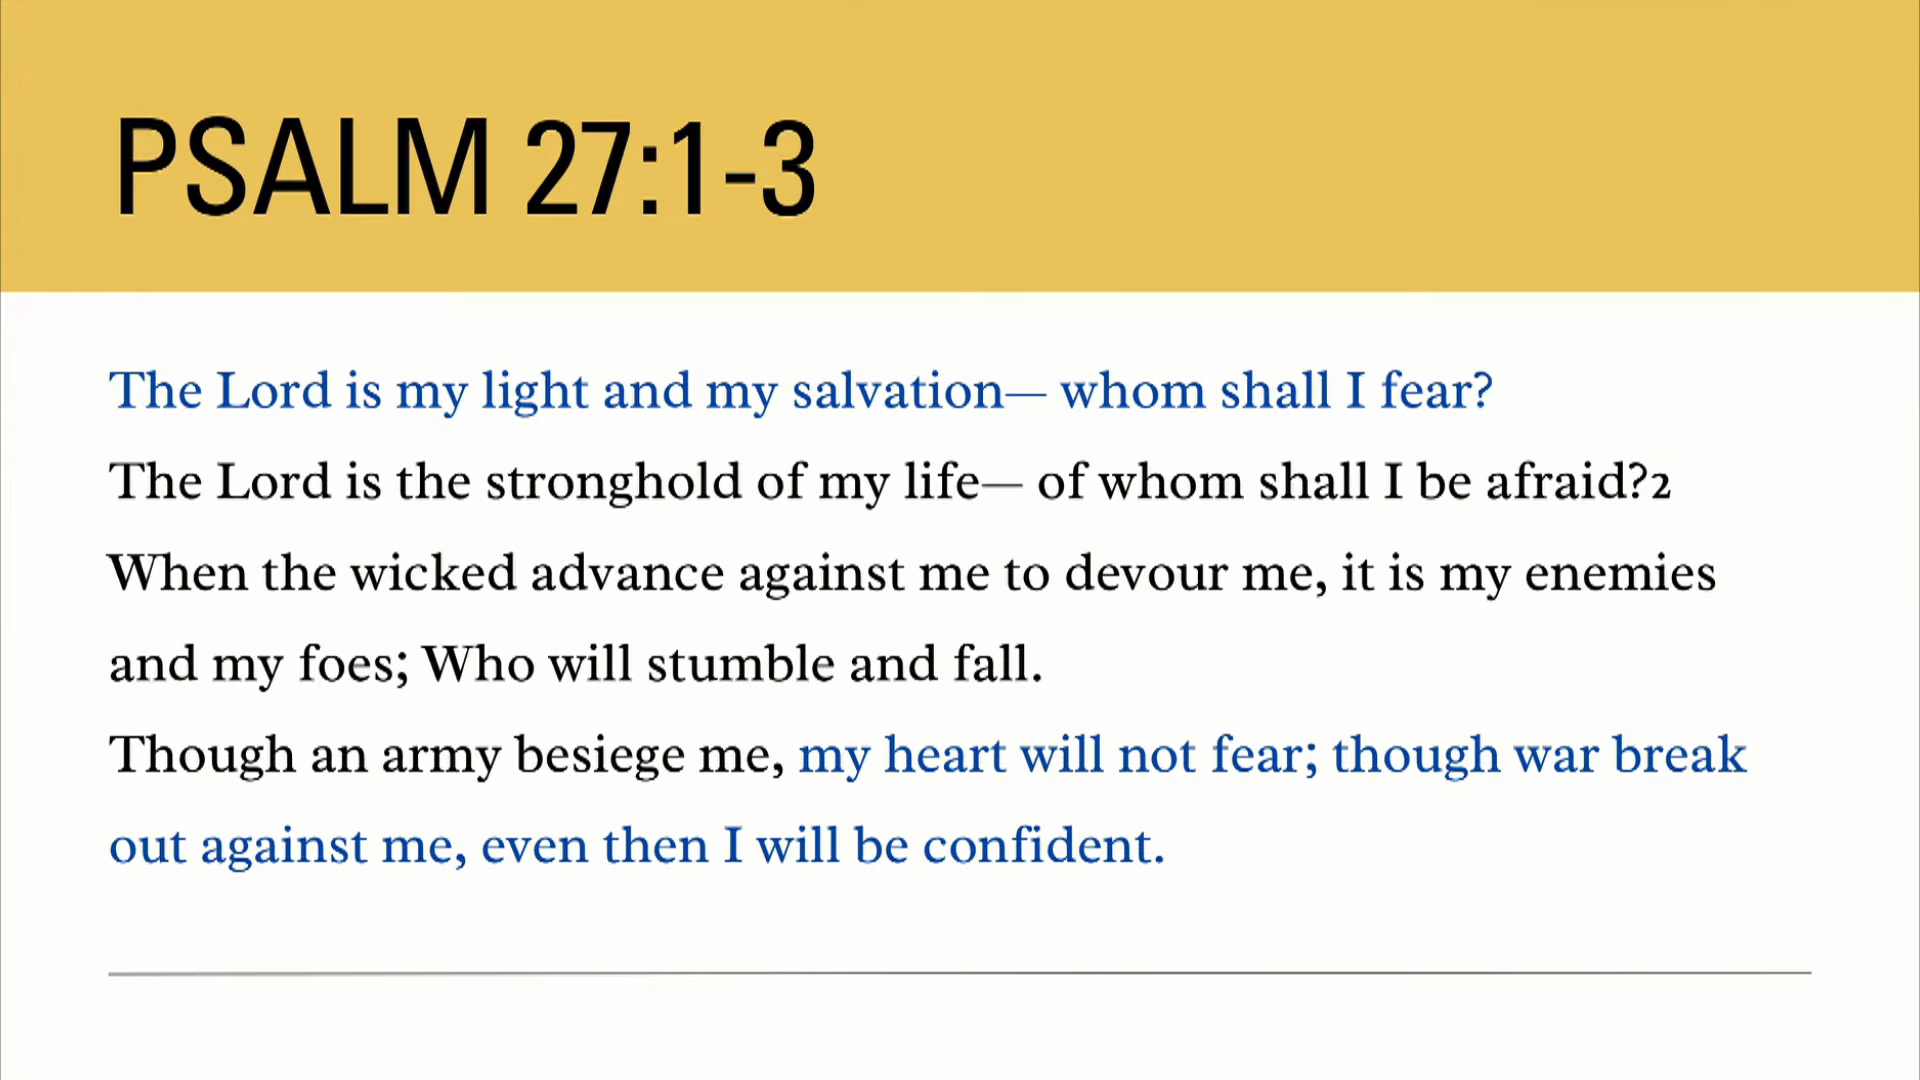 PSALM 27:1-3
The Lord is my light and my salvation— whom shall I fear?
The Lord is the stronghold of my life— of whom shall I be afraid?2
When the wicked advance against me to devour me, it is my enemies
and my foes; Who will stumble and fall.
Though an army besiege me, my heart will not fear; though war break
out against me, even then I will be confident.